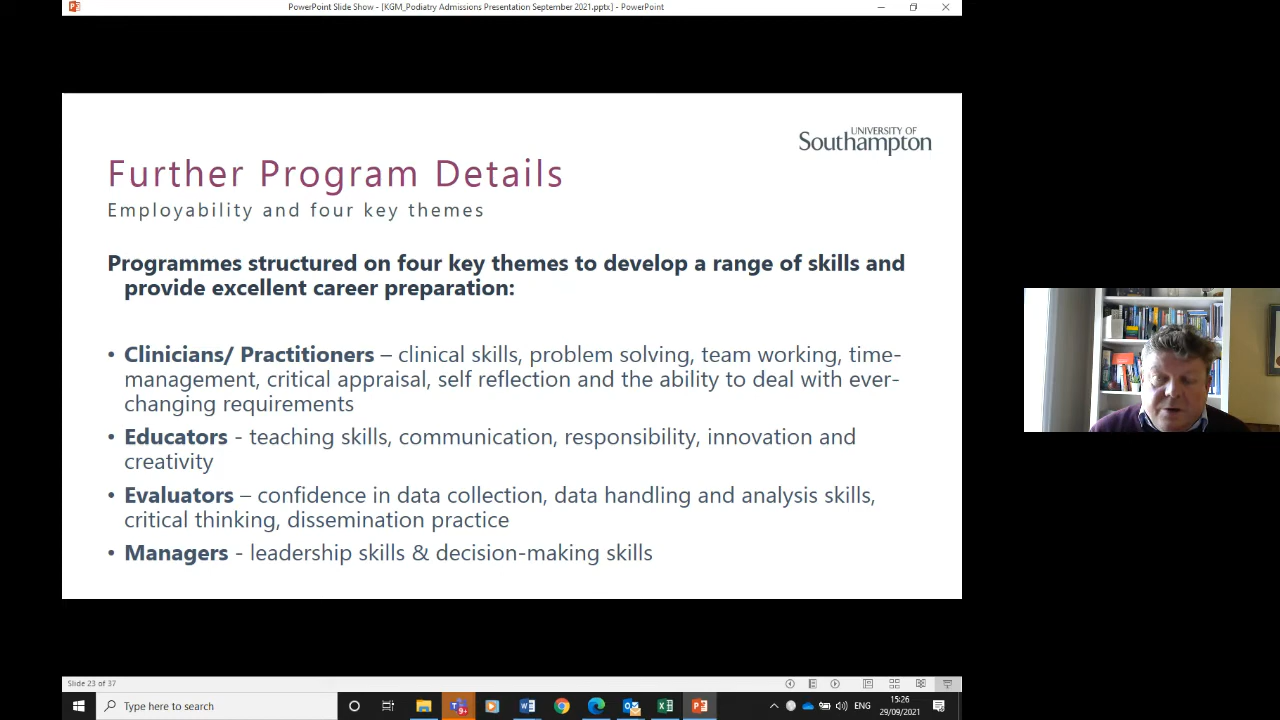 PowerPoint Slide Show - [KGM_Podiatry Admissions Presentation September 2021.pptx] - PowerPoint
UNIVERSITY OF
Southampton
Further Program Details
Employability and four key themes
Programmes structured on four key themes to develop a range of skills and
provide excellent career preparation:
• Clinicians/ Practitioners – clinical skills, problem solving, team working, time-
management, critical appraisal, self reflection and the ability to deal with ever-
changing requirements
• Educators - teaching skills, communication, responsibility, innovation and
creativity
• Evaluators – confidence in data collection, data handling and analysis skills,
critical thinking, dissemination practice
• Managers - leadership skills & decision-making skills
Slide 23 of 37
Type here to search
ENG
15:26
29/09/2021